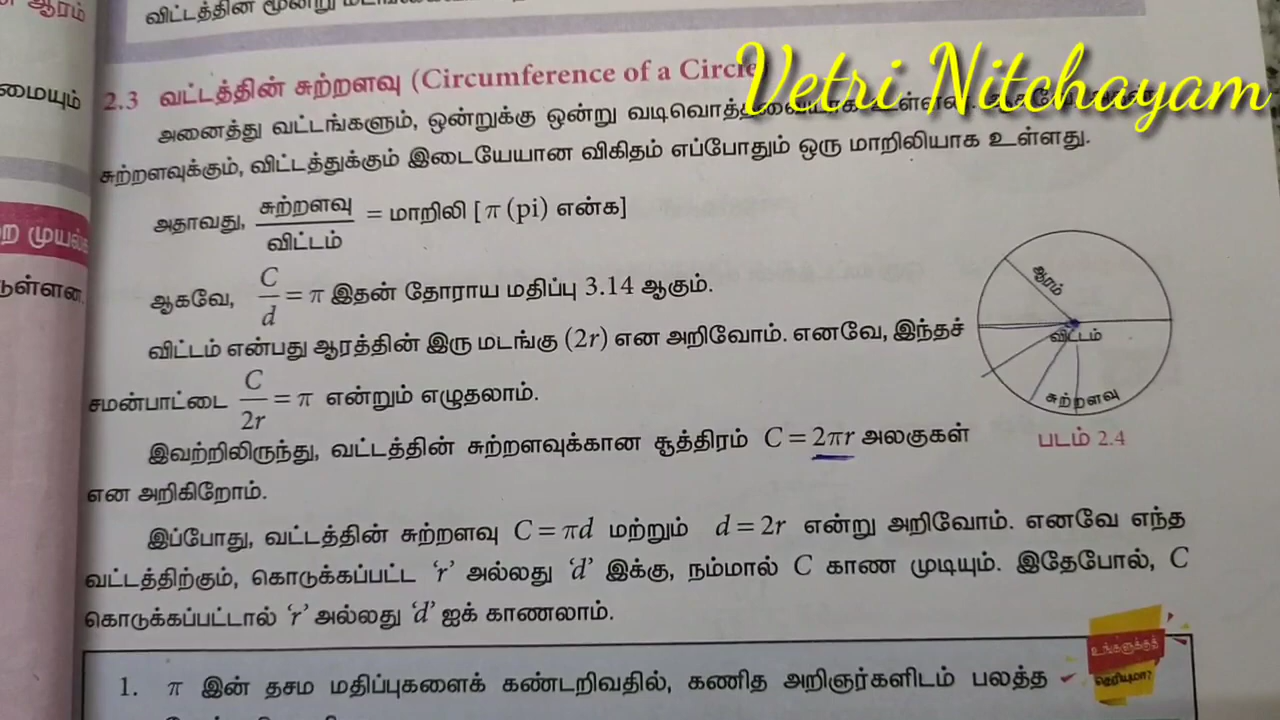 ஆரம்
விட்டத்தின் மூன்று
Vetri Nitchayam
மையும்
2.3 வட்டத்தின் சுற்றளவு (Circumference of a Circle
அனைத்து வட்டங்களும், ஒன்றுக்கு ஒன்று
சுற்றளவுக்கும், விட்டத்துக்கும் இடையேயான விகிதம் எப்போதும் ஒரு மாறிலியாக உள்ளது.
அதாவது, சுற்றளவு/விட்டம் = மாறிலி [π (pi) என்க]
முயல்க
ஆகவே, C/d = π இதன் தோராய மதிப்பு 3.14 ஆகும்.
ள்ளன.
விட்டம் என்பது ஆரத்தின் இரு மடங்கு (2r) என அறிவோம். எனவே, இந்தச்
சமன்பாட்டை C/2r = π என்றும் எழுதலாம்.
இவற்றிலிருந்து, வட்டத்தின் சுற்றளவுக்கான சூத்திரம் C = 2πr அலகுகள்
என அறிகிறோம்.
ஆரம்
விட்டம்
சுற்றளவு
படம் 2.4
இப்போது, வட்டத்தின் சுற்றளவு C = πd மற்றும் d = 2r என்று அறிவோம். எனவே எந்த
வட்டத்திற்கும், கொடுக்கப்பட்ட ‘r’ அல்லது ‘d’ இக்கு, நம்மால் C காண முடியும். இதேபோல், C
கொடுக்கப்பட்டால் ‘r’ அல்லது ‘d’ ஐக் காணலாம்.
உங்களுக்குத்
தெரியுமா?
1. π இன் தசம மதிப்புகளைக் கண்டறிவதில், கணித அறிஞர்களிடம் பலத்த